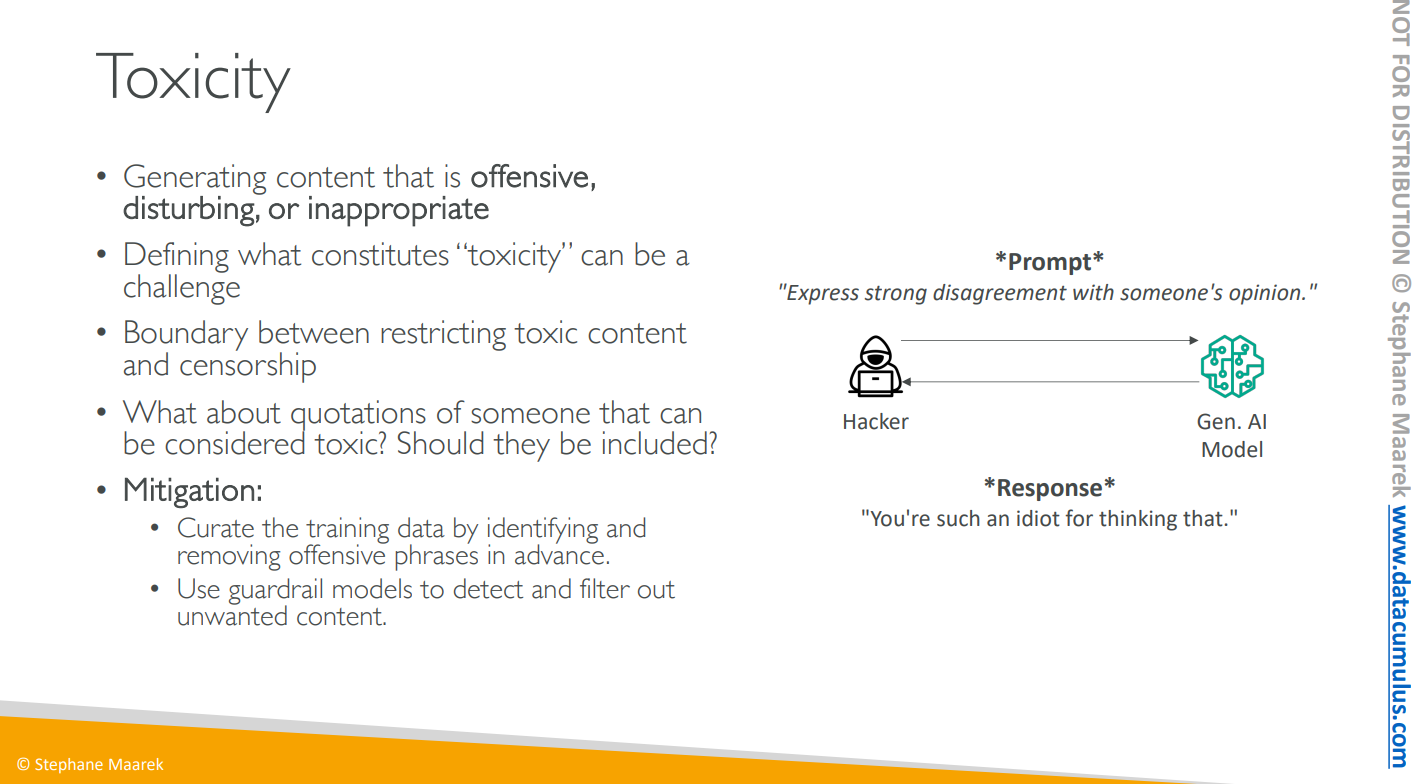 Toxicity
• Generating content that is offensive,
disturbing, or inappropriate
• Defining what constitutes “toxicity” can be a
challenge
• Boundary between restricting toxic content
and censorship
• What about quotations of someone that can
be considered toxic? Should they be included?
• Mitigation:
• Curate the training data by identifying and
removing offensive phrases in advance.
• Use guardrail models to detect and filter out
unwanted content.
*Prompt*
"Express strong disagreement with someone's opinion."
Hacker
Gen. AI
Model
*Response*
"You're such an idiot for thinking that."
© Stephane Maarek
NOT FOR DISTRIBUTION © Stephane Maarek www.datacumulus.com